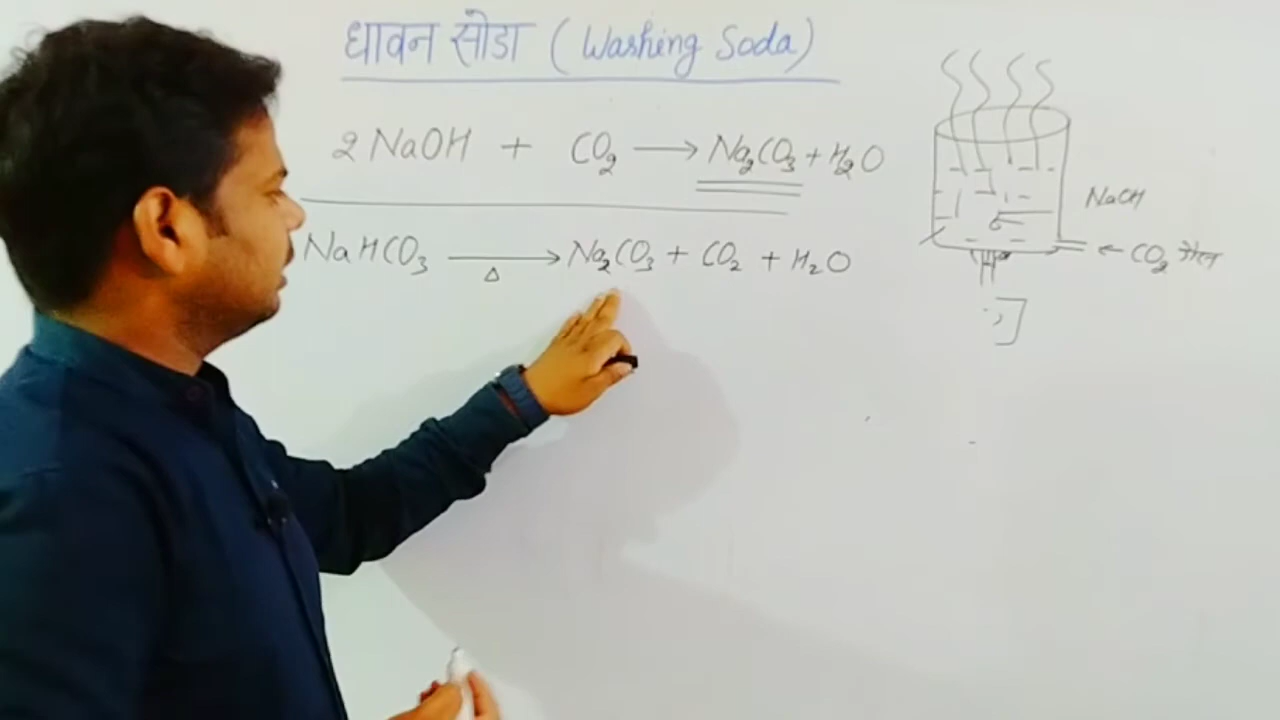 धावन सोडा ( Washing Soda)
2 NaOH + CO₂ → Na₂CO₃ + H₂O
NaHCO₃ →Δ Na₂CO₃ + CO₂ + H₂O
NaOH
← CO₂ गैस